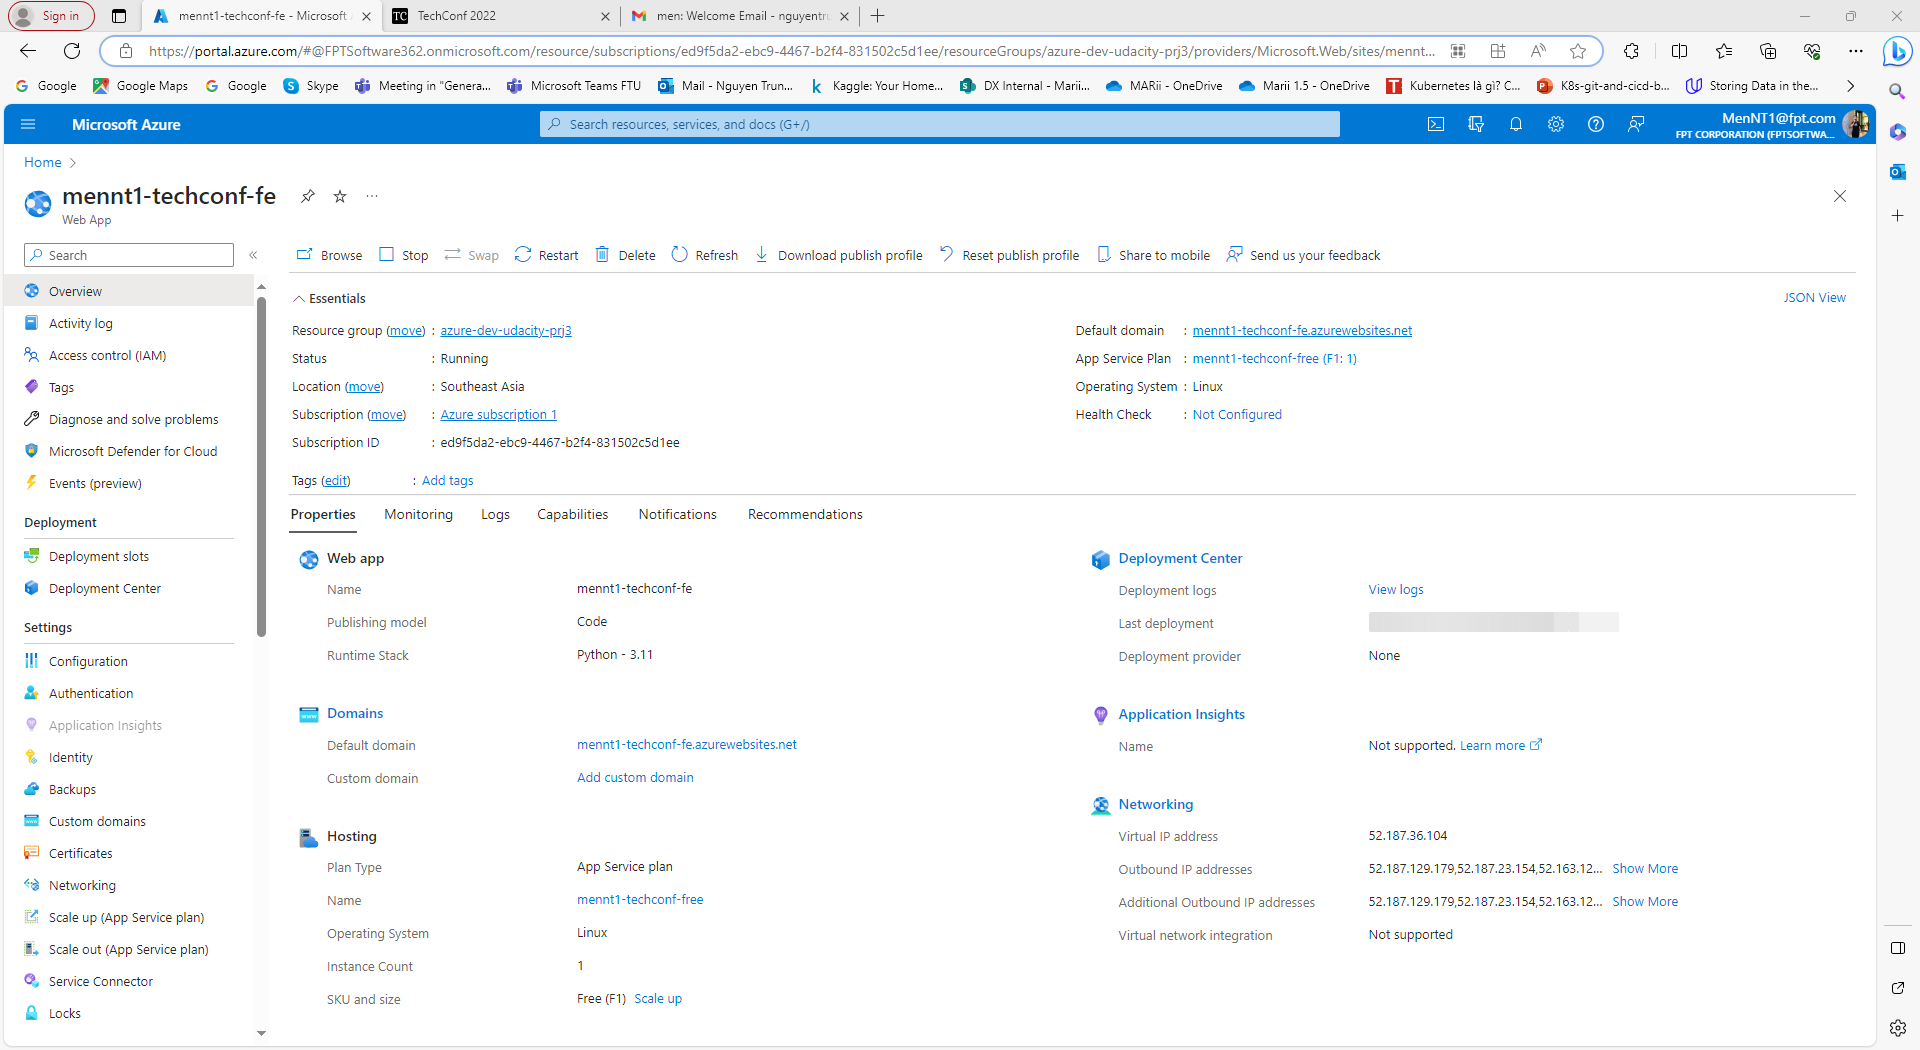 Sign in
mennt1-techconf-fe - Microsoft A
TechConf 2022
men: Welcome Email - nguyentru
https://portal.azure.com/#@FPTSoftware362.onmicrosoft.com/resource/subscriptions/ed9f5da2-ebc9-4467-b2f4-831502c5d1ee/resourceGroups/azure-dev-udacity-prj3/providers/Microsoft.Web/sites/mennt...
Google
Google Maps
Google
Skype
Meeting in "Genera...
Microsoft Teams FTU
Mail - Nguyen Trun...
Kaggle: Your Home...
DX Internal - Marii...
MARii - OneDrive
Marii 1.5 - OneDrive
Kubernetes là gì? C...
K8s-git-and-cicd-b...
Storing Data in the...
Microsoft Azure
Search resources, services, and docs (G+/)
MenNT1@fpt.com
FPT CORPORATION (FPTSOFTWA...
Home
mennt1-techconf-fe
Web App
Search
Browse
Stop
Swap
Restart
Delete
Refresh
Download publish profile
Reset publish profile
Share to mobile
Send us your feedback
Overview
Activity log
Access control (IAM)
Tags
Diagnose and solve problems
Microsoft Defender for Cloud
Events (preview)
Deployment
Deployment slots
Deployment Center
Settings
Configuration
Authentication
Application Insights
Identity
Backups
Custom domains
Certificates
Networking
Scale up (App Service plan)
Scale out (App Service plan)
Service Connector
Locks
Essentials
JSON View
Resource group (move) : azure-dev-udacity-prj3
Status : Running
Location (move) : Southeast Asia
Subscription (move) : Azure subscription 1
Subscription ID : ed9f5da2-ebc9-4467-b2f4-831502c5d1ee
Default domain : mennt1-techconf-fe.azurewebsites.net
App Service Plan : mennt1-techconf-free (F1: 1)
Operating System : Linux
Health Check : Not Configured
Tags (edit) : Add tags
Properties
Monitoring
Logs
Capabilities
Notifications
Recommendations
Web app
Name mennt1-techconf-fe
Publishing model Code
Runtime Stack Python - 3.11
Domains
Default domain mennt1-techconf-fe.azurewebsites.net
Custom domain Add custom domain
Hosting
Plan Type App Service plan
Name mennt1-techconf-free
Operating System Linux
Instance Count 1
SKU and size Free (F1) Scale up
Deployment Center
Deployment logs View logs
Last deployment
Deployment provider None
Application Insights
Name Not supported. Learn more
Networking
Virtual IP address 52.187.36.104
Outbound IP addresses 52.187.129.179,52.187.23.154,52.163.12... Show More
Additional Outbound IP addresses 52.187.129.179,52.187.23.154,52.163.12... Show More
Virtual network integration Not supported